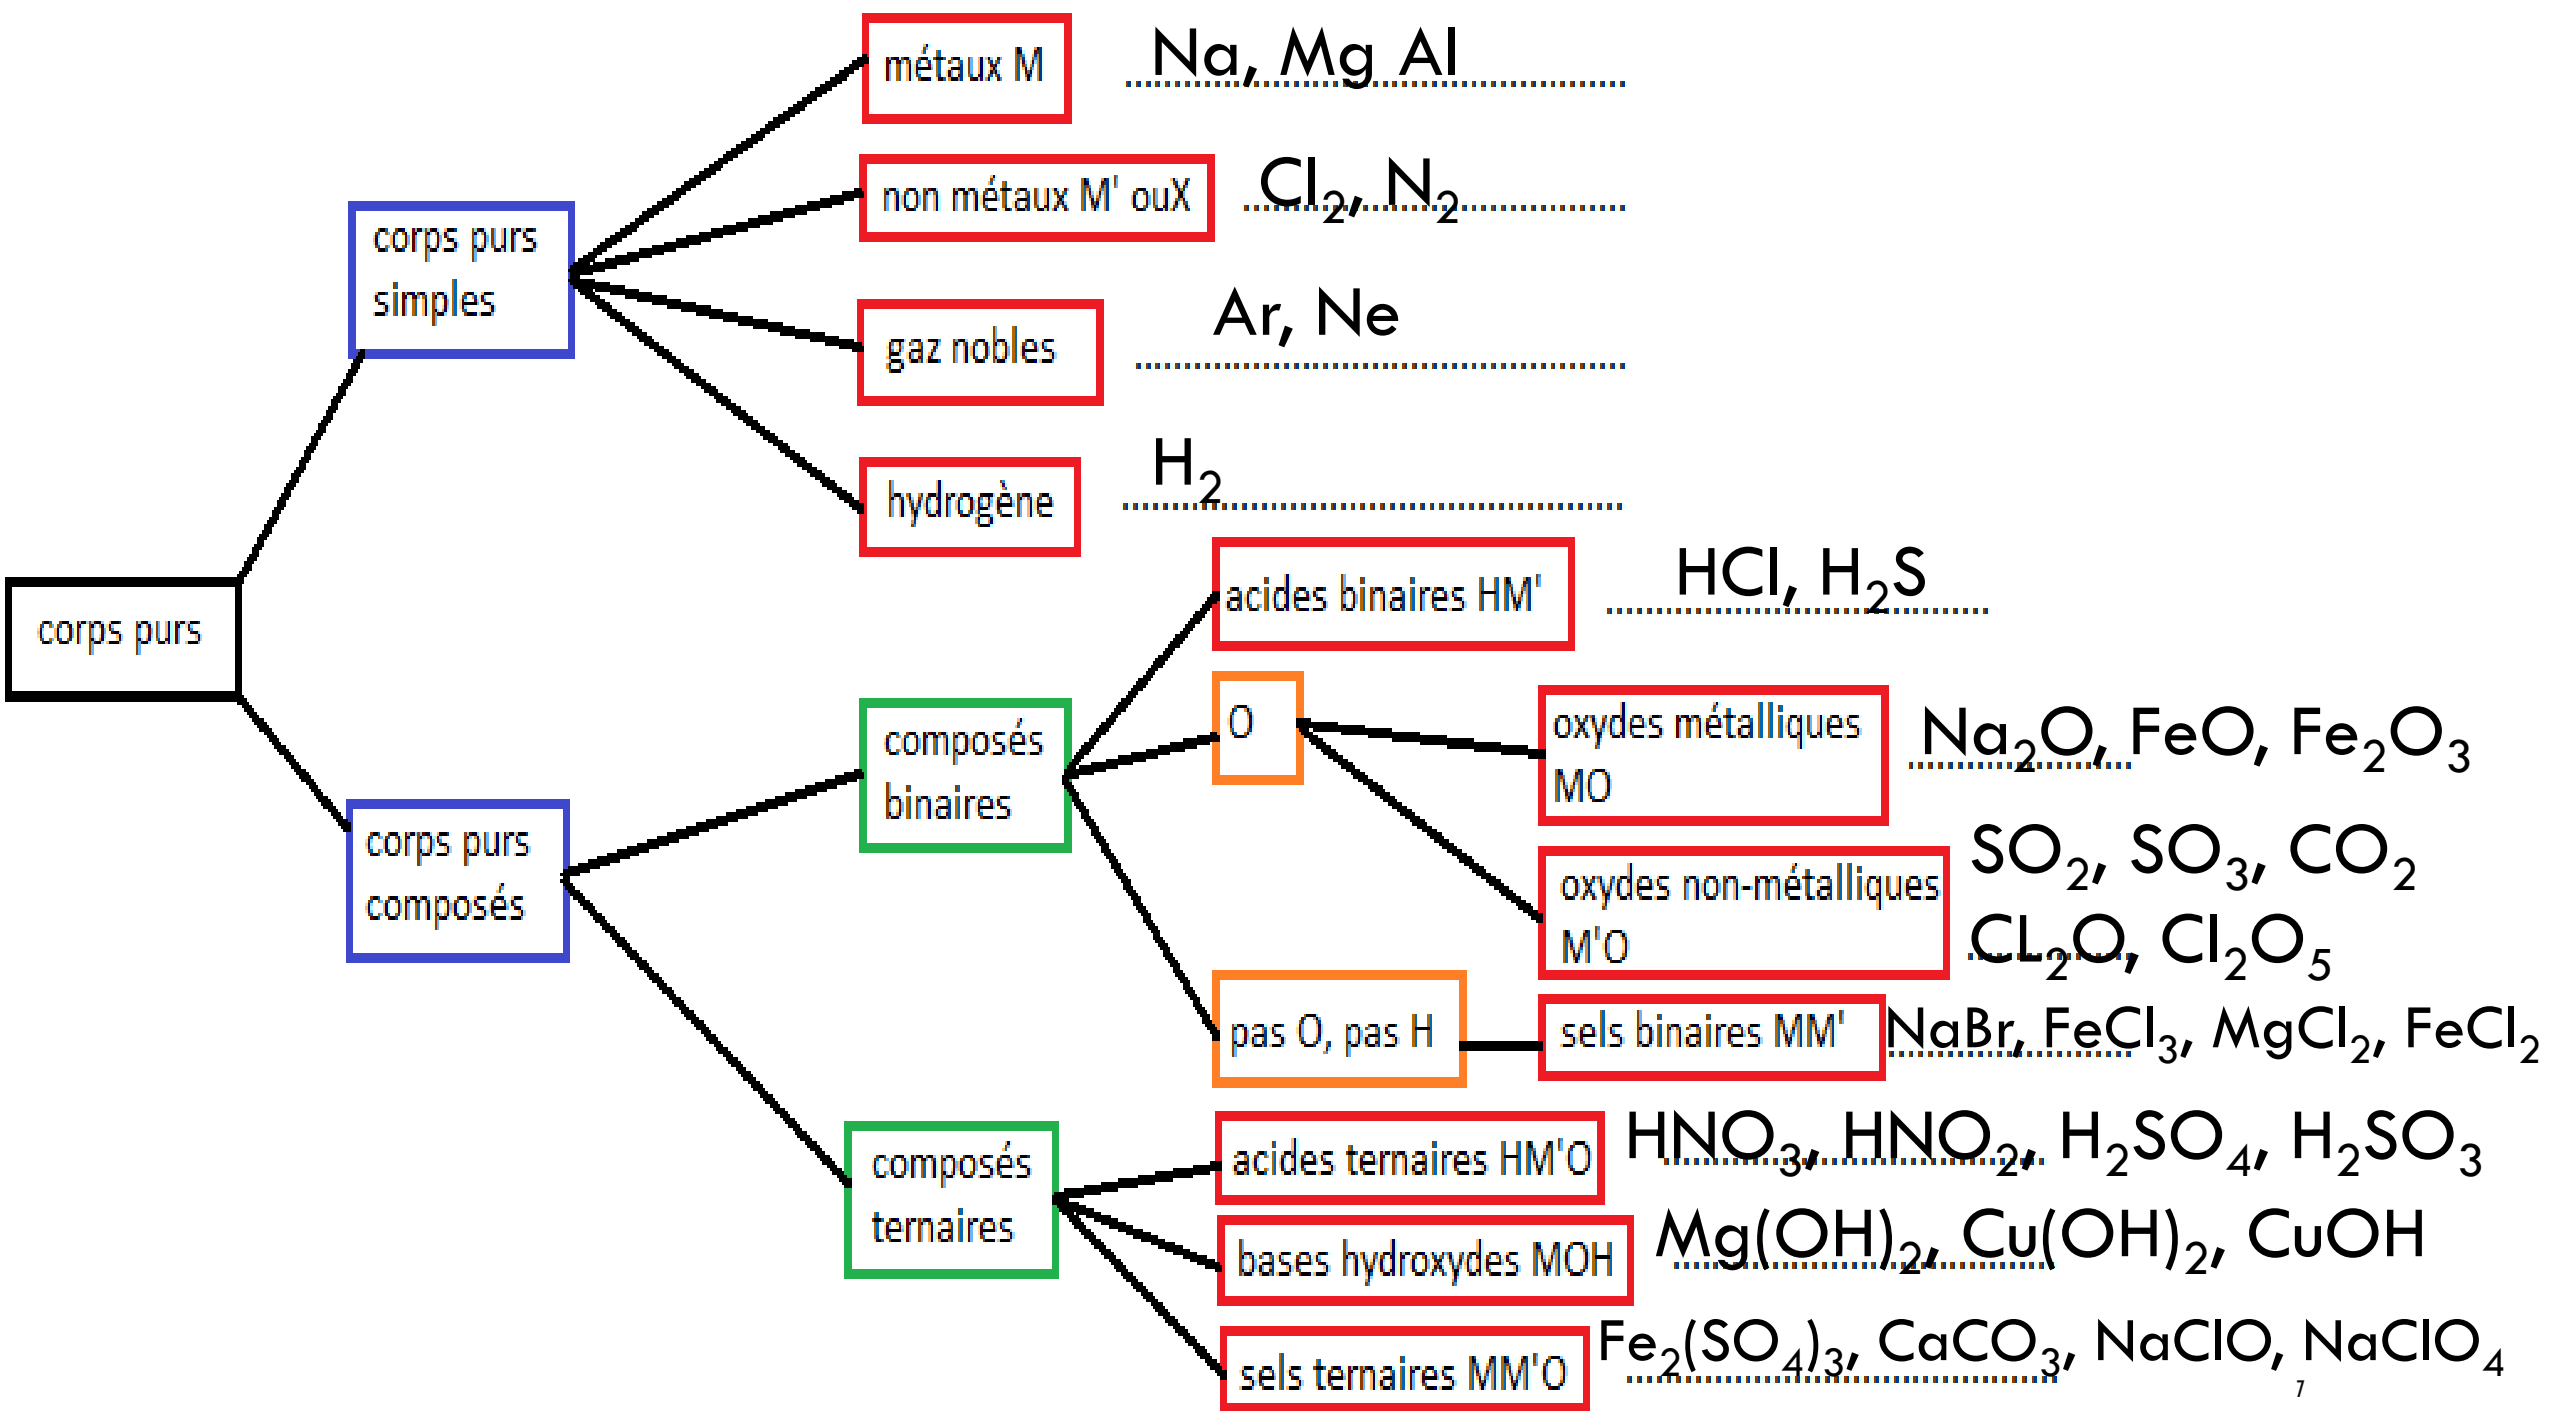 métaux M
Na, Mg Al
non métaux M' ouX
Cl₂, N₂
corps purs
simples
gaz nobles
Ar, Ne
hydrogène
H₂
corps purs
acides binaires HM'
HCl, H₂S
composés
binaires
O
oxydes métalliques
MO
Na₂O, FeO, Fe₂O₃
oxydes non-métalliques
M'O
SO₂, SO₃, CO₂
CL₂O, Cl₂O₅
corps purs
composés
pas O, pas H
sels binaires MM'
NaBr, FeCl₃, MgCl₂, FeCl₂
composés
ternaires
acides ternaires HM'O
HNO₃, HNO₂, H₂SO₄, H₂SO₃
bases hydroxydes MOH
Mg(OH)₂, Cu(OH)₂, CuOH
sels ternaires MM'O
Fe₂(SO₄)₃, CaCO₃, NaClO, NaClO₄
7